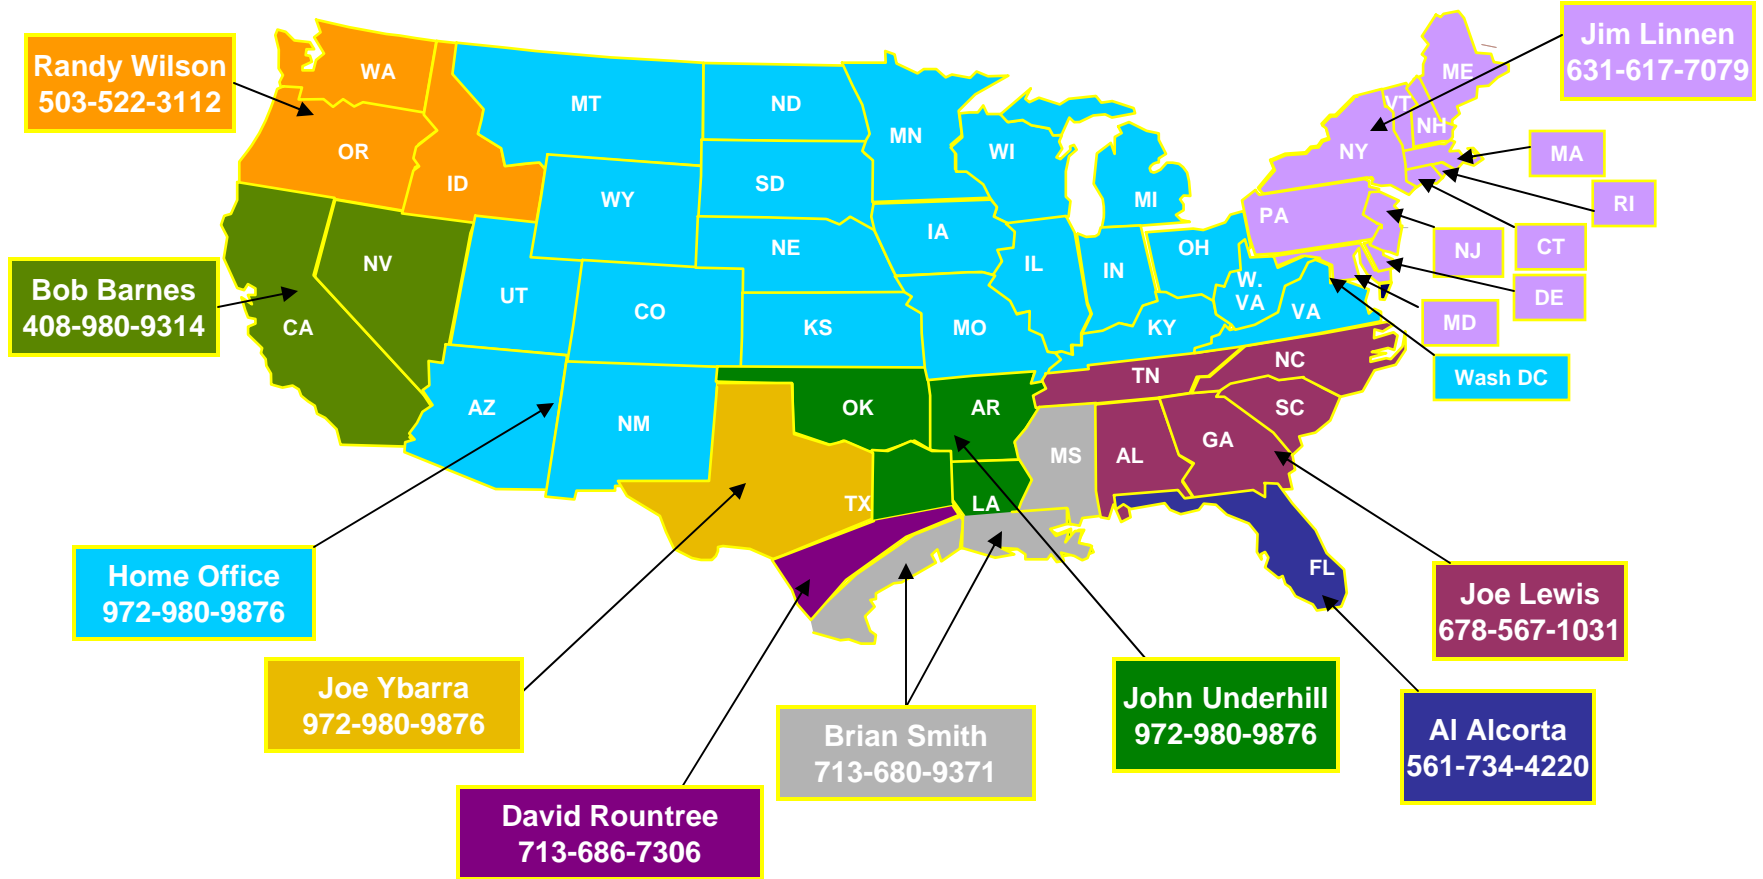 Jim Linnen
631-617-7079
Randy Wilson
503-522-3112
WA
ME
MT
ND
VT
NH
MN
OR
WI
NY
MA
ID
SD
WY
MI
RI
PA
IA
NE
OH
NJ
CT
NV
IL
IN
Bob Barnes
408-980-9314
UT
W.
VA
DE
CO
VA
CA
KS
MO
KY
MD
NC
TN
Wash DC
AZ
OK
AR
SC
NM
GA
MS
AL
TX
LA
FL
Home Office
972-980-9876
Joe Lewis
678-567-1031
Joe Ybarra
972-980-9876
John Underhill
972-980-9876
Brian Smith
713-680-9371
Al Alcorta
561-734-4220
David Rountree
713-686-7306